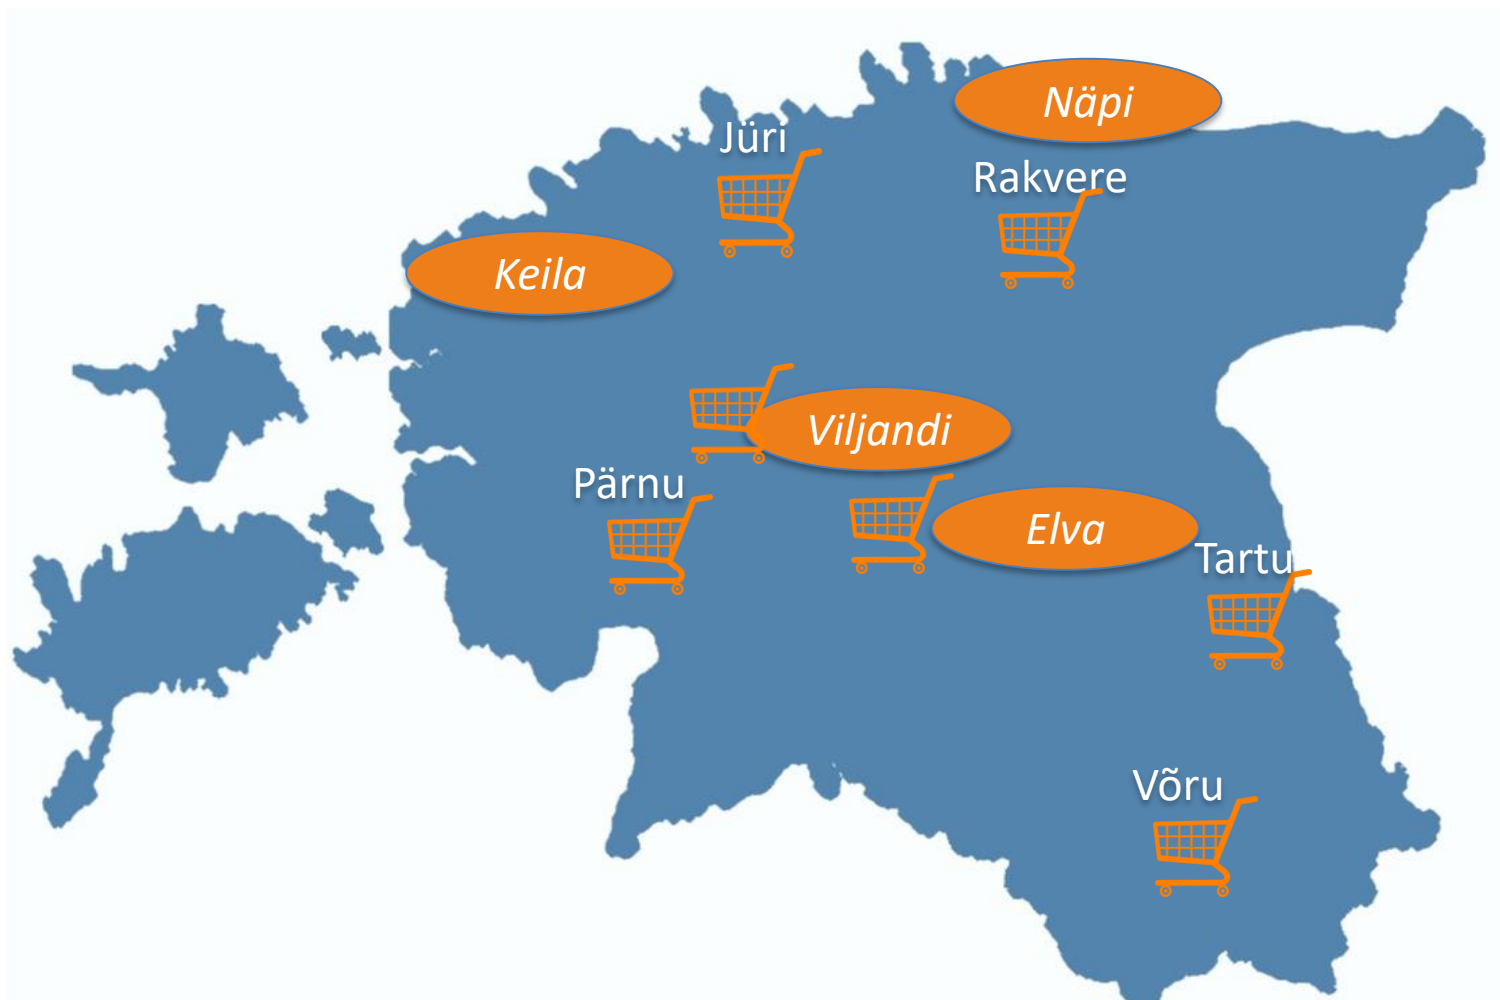 Näpi
Jüri
Rakvere
Keila
Viljandi
Pärnu
Elva
Tartu
Võru